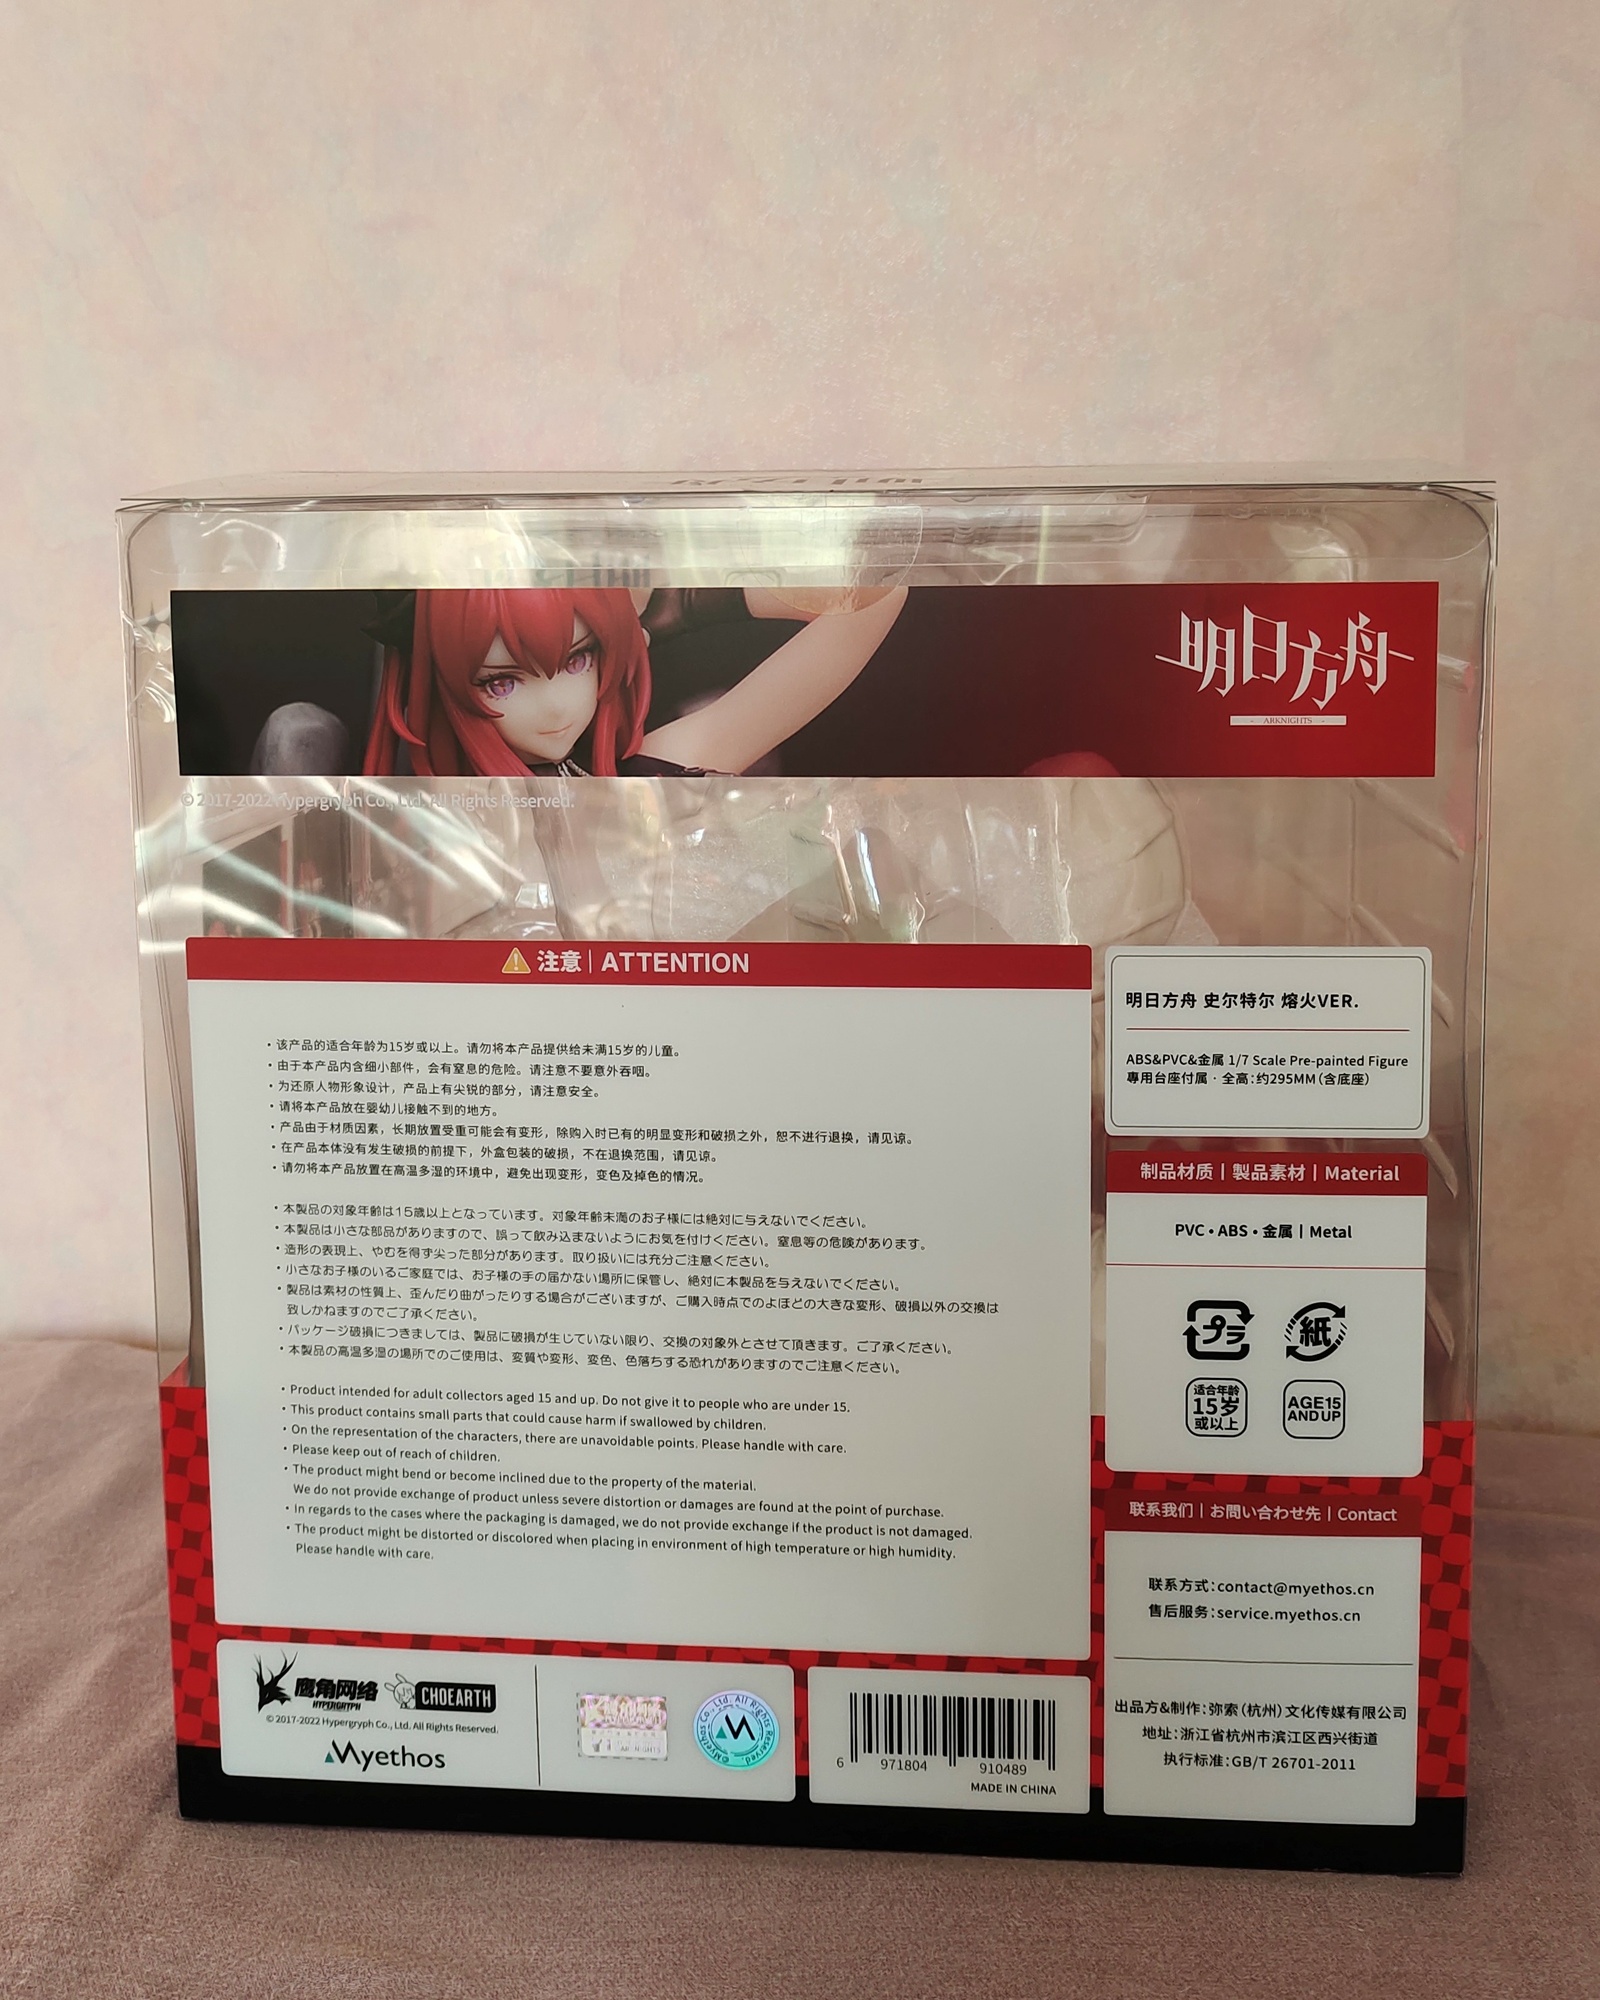 明日方舟
ARKNIGHTS
© 2017-2022 Hypergryph Co., Ltd. All Rights Reserved.
注意 | ATTENTION
・该产品的适合年龄为15岁或以上。请勿将本产品提供给未满15岁的儿童。
・由于本产品内含细小部件，会有窒息的危险。请注意不要意外吞咽。
・为还原人物形象设计，产品上有尖锐的部分，请注意安全。
・请将本产品放在婴幼儿接触不到的地方。
・产品由于材质因素，长期放置受重可能会有变形，除购入时已有的明显变形和破损之外，恕不进行退换，请见谅。
・在产品本体没有发生破损的前提下，外盒包装的破损，不在退换范围，请见谅。
・请勿将本产品放置在高温多湿的环境中，避免出现变形，变色及掉色的情况。
・本製品の対象年齢は15歳以上となっています。対象年齢未満のお子様には絶対に与えないでください。
・本製品は小さな部品がありますので、誤って飲み込まないようにお気を付けください。窒息等の危険があります。
・造形の表現上、やむを得ず尖った部分があります。取り扱いには充分ご注意ください。
・小さなお子様のいるご家庭では、お子様の手の届かない場所に保管し、絶対に本製品を与えないでください。
・製品は素材の性質上、歪んだり曲がったりする場合がございますが、ご購入時点でのよほどの大きな変形、破損以外の交換は
致しかねますのでご了承ください。
・パッケージ破損につきましては、製品に破損が生じていない限り、交換の対象外とさせて頂きます。ご了承ください。
・本製品の高温多湿の場所でのご使用は、変質や変形、変色、色落ちする恐れがありますのでご注意ください。
・Product intended for adult collectors aged 15 and up. Do not give it to people who are under 15.
・This product contains small parts that could cause harm if swallowed by children.
・On the representation of the characters, there are unavoidable points. Please handle with care.
・Please keep out of reach of children.
・The product might bend or become inclined due to the property of the material.
We do not provide exchange of product unless severe distortion or damages are found at the point of purchase.
・In regards to the cases where the packaging is damaged, we do not provide exchange if the product is not damaged.
・The product might be distorted or discolored when placing in environment of high temperature or high humidity.
Please handle with care.
明日方舟 史尔特尔 熔火VER.
ABS&PVC&金属 1/7 Scale Pre-painted Figure
專用台座付属・全高:约295MM(含底座)
制品材质 | 製品素材 | Material
PVC・ABS・金属 | Metal
プラ
紙
适合年龄
15岁
或以上
AGE15
AND UP
联系我们 | お問い合わせ先 | Contact
联系方式:contact@myethos.cn
售后服务:service.myethos.cn
出品方&制作:弥索(杭州)文化传媒有限公司
地址:浙江省杭州市滨江区西兴街道
执行标准:GB/T 26701-2011
鹰角网络
HYPERGRYPH
CHOEARTH
© 2017-2022 Hypergryph Co., Ltd. All Rights Reserved.
Myethos
©Myethos Co., Ltd. All Rights Reserved.
6 971804 910489
MADE IN CHINA